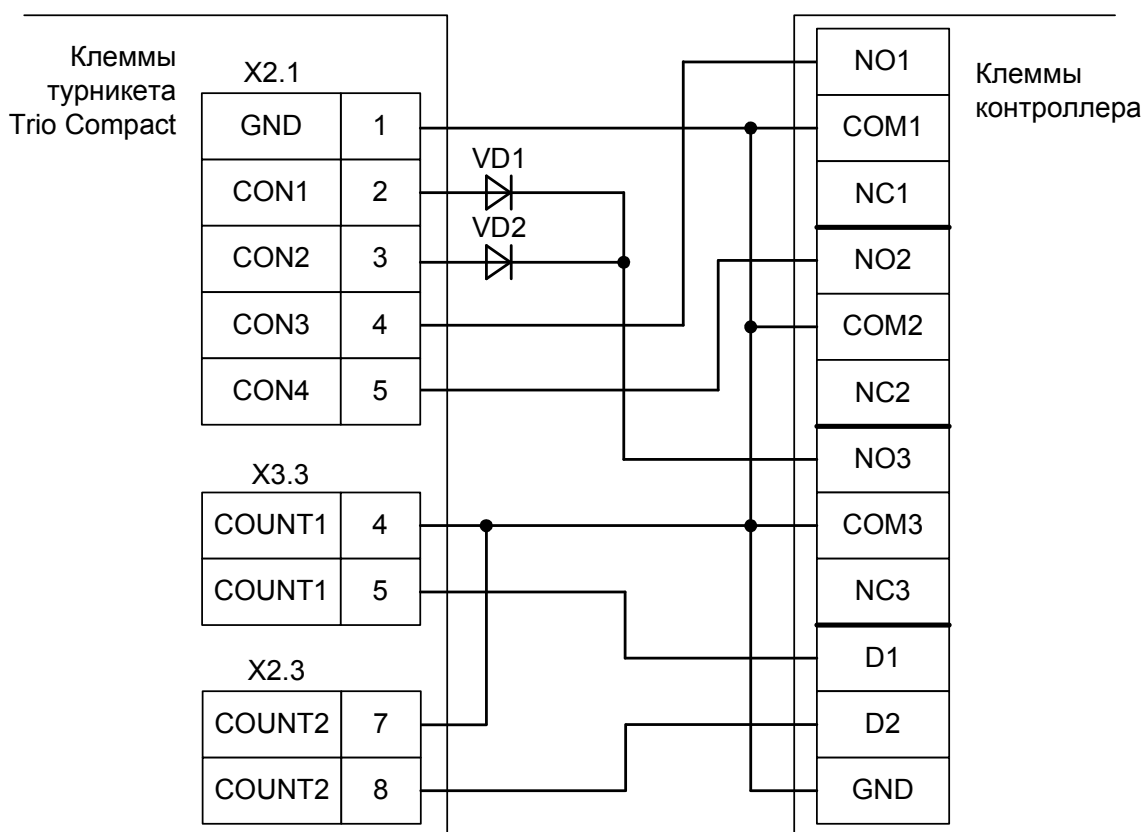 Клеммы
турникета
Trio Compact
X2.1
GND 1
CON1 2
CON2 3
CON3 4
CON4 5
X3.3
COUNT1 4
COUNT1 5
X2.3
COUNT2 7
COUNT2 8
VD1
VD2
NO1
COM1
NC1
NO2
COM2
NC2
NO3
COM3
NC3
D1
D2
GND
Клеммы
контроллера